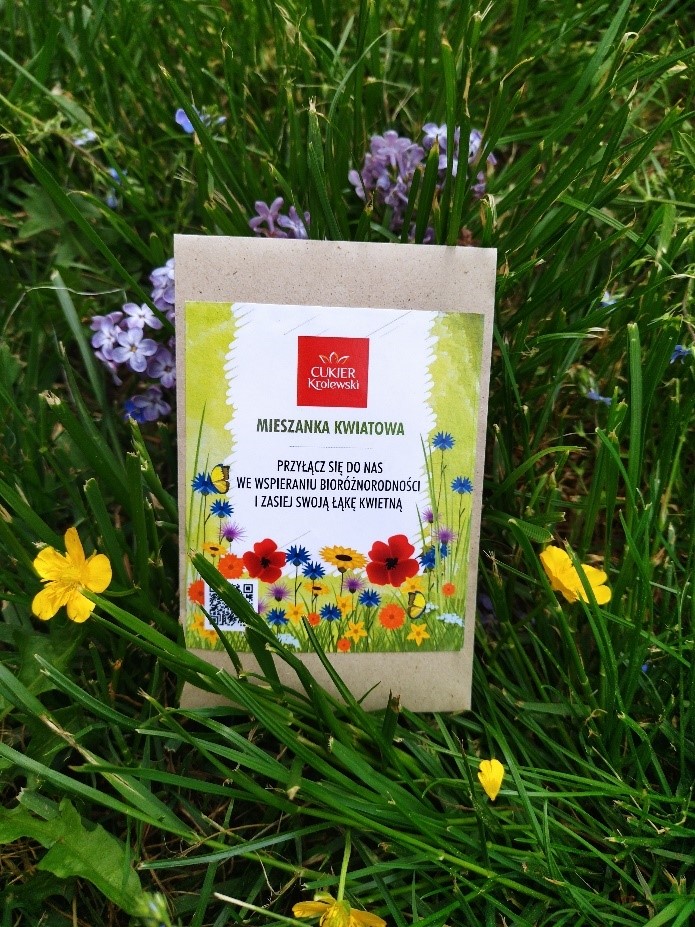 CUKIER
Królewski
MIESZANKA KWIATOWA
PRZYŁĄCZ SIĘ DO NAS
WE WSPIERANIU BIORÓŻNORODNOŚCI
I ZASIEJ SWOJĄ ŁĄKĘ KWIETNĄ